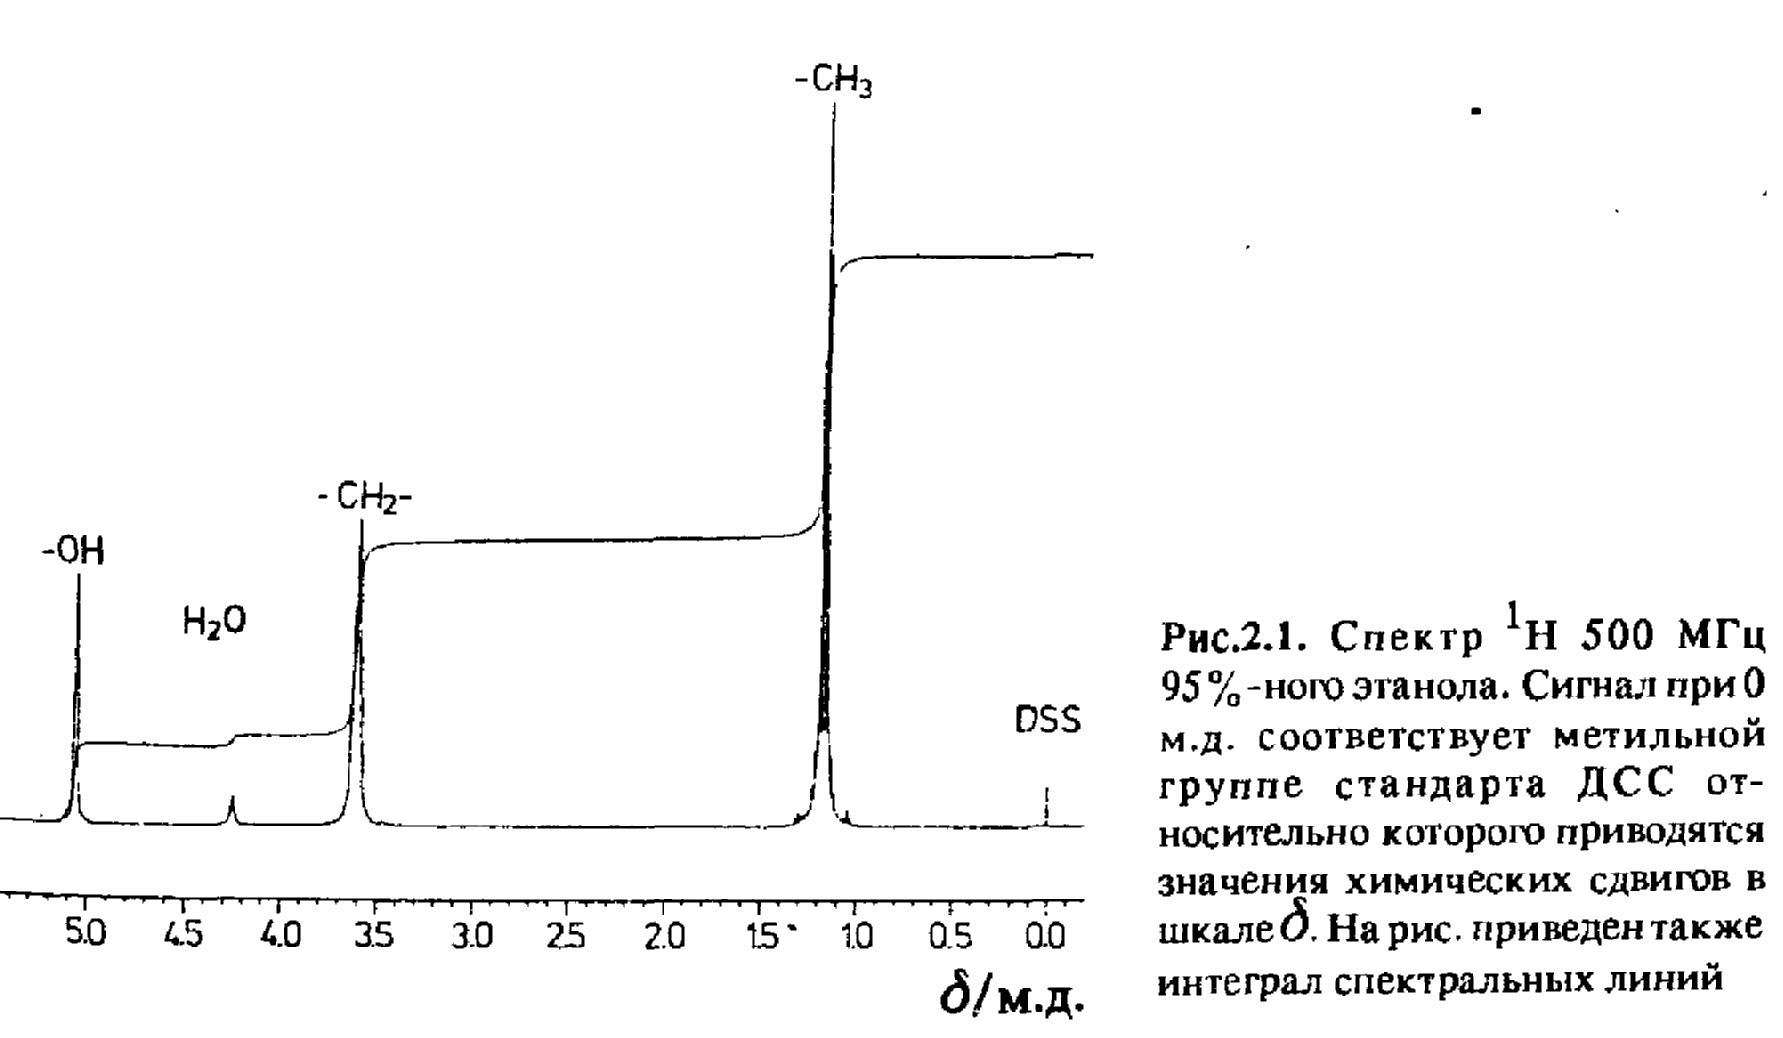 -CH₃
-CH₂-
-OH
H₂O
DSS
5.0 4.5 4.0 3.5 3.0 2.5 2.0 1.5 1.0 0.5 0.0
δ/м.д.
Рис.2.1. Спектр ¹H 500 МГц
95%-ного этанола. Сигнал при 0
м.д. соответствует метильной
группе стандарта ДСС от-
носительно которого приводятся
значения химических сдвигов в
шкале δ. На рис. приведен также
интеграл спектральных линий